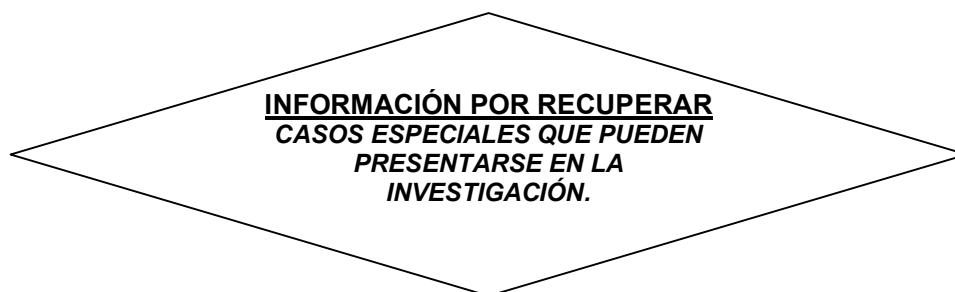 INFORMACIÓN POR RECUPERAR
CASOS ESPECIALES QUE PUEDEN
PRESENTARSE EN LA
INVESTIGACIÓN.